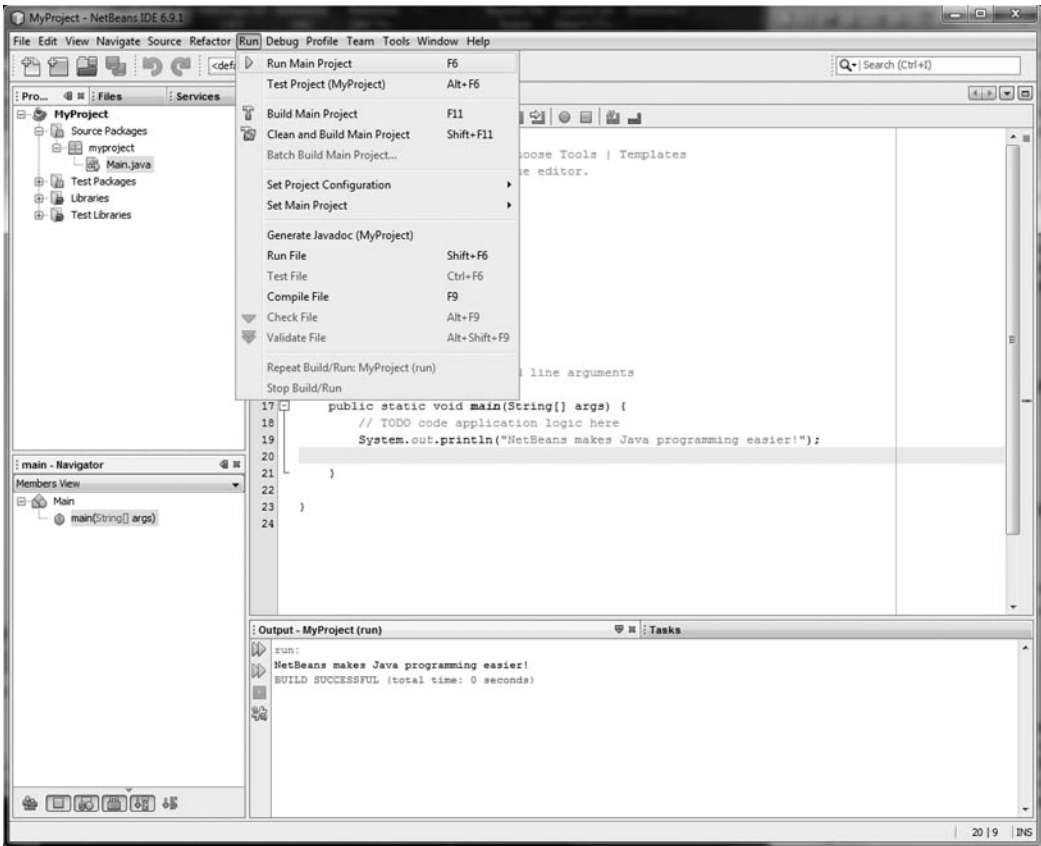 MyProject - NetBeans IDE 6.9.1
File Edit View Navigate Source Refactor Run Debug Profile Team Tools Window Help
<defa
Search (Ctrl+I)
Run Main Project F6
Test Project (MyProject) Alt+F6
Build Main Project F11
Clean and Build Main Project Shift+F11
Batch Build Main Project...
Set Project Configuration
Set Main Project
Generate Javadoc (MyProject)
Run File Shift+F6
Test File Ctrl+F6
Compile File F9
Check File Alt+F9
Validate File Alt+Shift+F9
Repeat Build/Run: MyProject (run)
Stop Build/Run
Pro... Files Services
MyProject
Source Packages
myproject
Main.java
Test Packages
Libraries
Test Libraries
oose Tools | Templates
e editor.
line arguments
17 public static void main(String[] args) {
18 // TODO code application logic here
19 System.out.println("NetBeans makes Java programming easier!");
20
21 }
22
23 }
24
main - Navigator
Members View
Main
main(String[] args)
Output - MyProject (run) Tasks
run:
NetBeans makes Java programming easier!
BUILD SUCCESSFUL (total time: 0 seconds)
20 | 9 INS